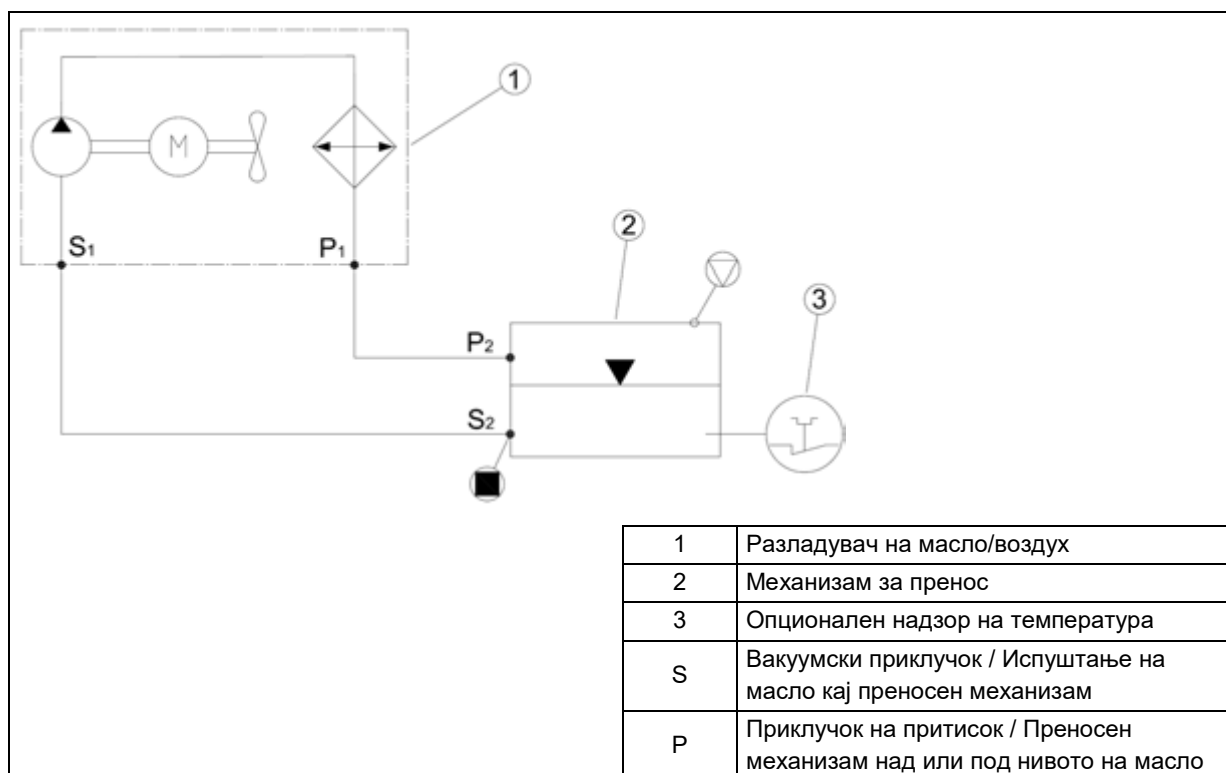 1
M
S1
P1
2
3
P2
S2
1 Разладувач на масло/воздух
2 Механизам за пренос
3 Опционален надзор на температура
S Вакуумски приклучок / Испуштање на
масло кај преносен механизам
P Приклучок на притисок / Преносен
механизам над или под нивото на масло